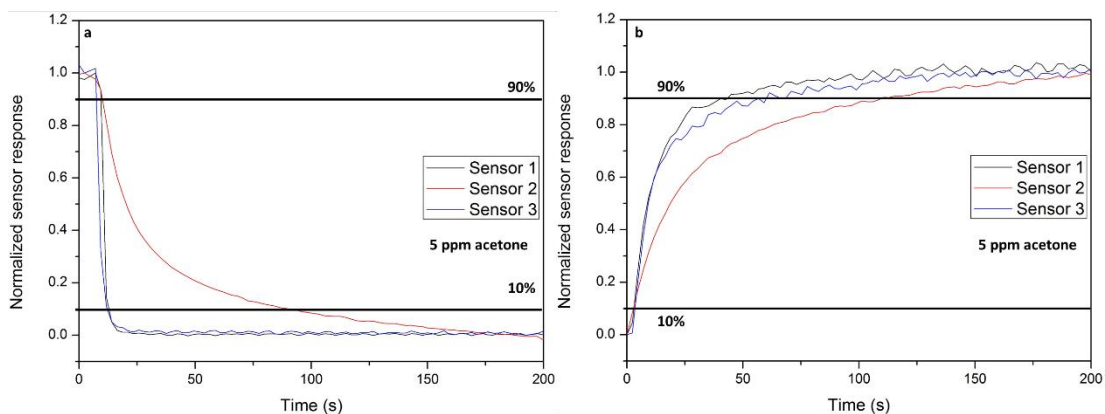 a
1.2
1.0
0.8
0.6
0.4
0.2
0.0
Normalized sensor response
90%
Sensor 1
Sensor 2
Sensor 3
5 ppm acetone
10%
0
50
100
150
200
Time (s)
b
1.2
1.0
0.8
0.6
0.4
0.2
0.0
Normalized sensor response
90%
Sensor 1
Sensor 2
Sensor 3
5 ppm acetone
10%
0
50
100
150
200
Time (s)